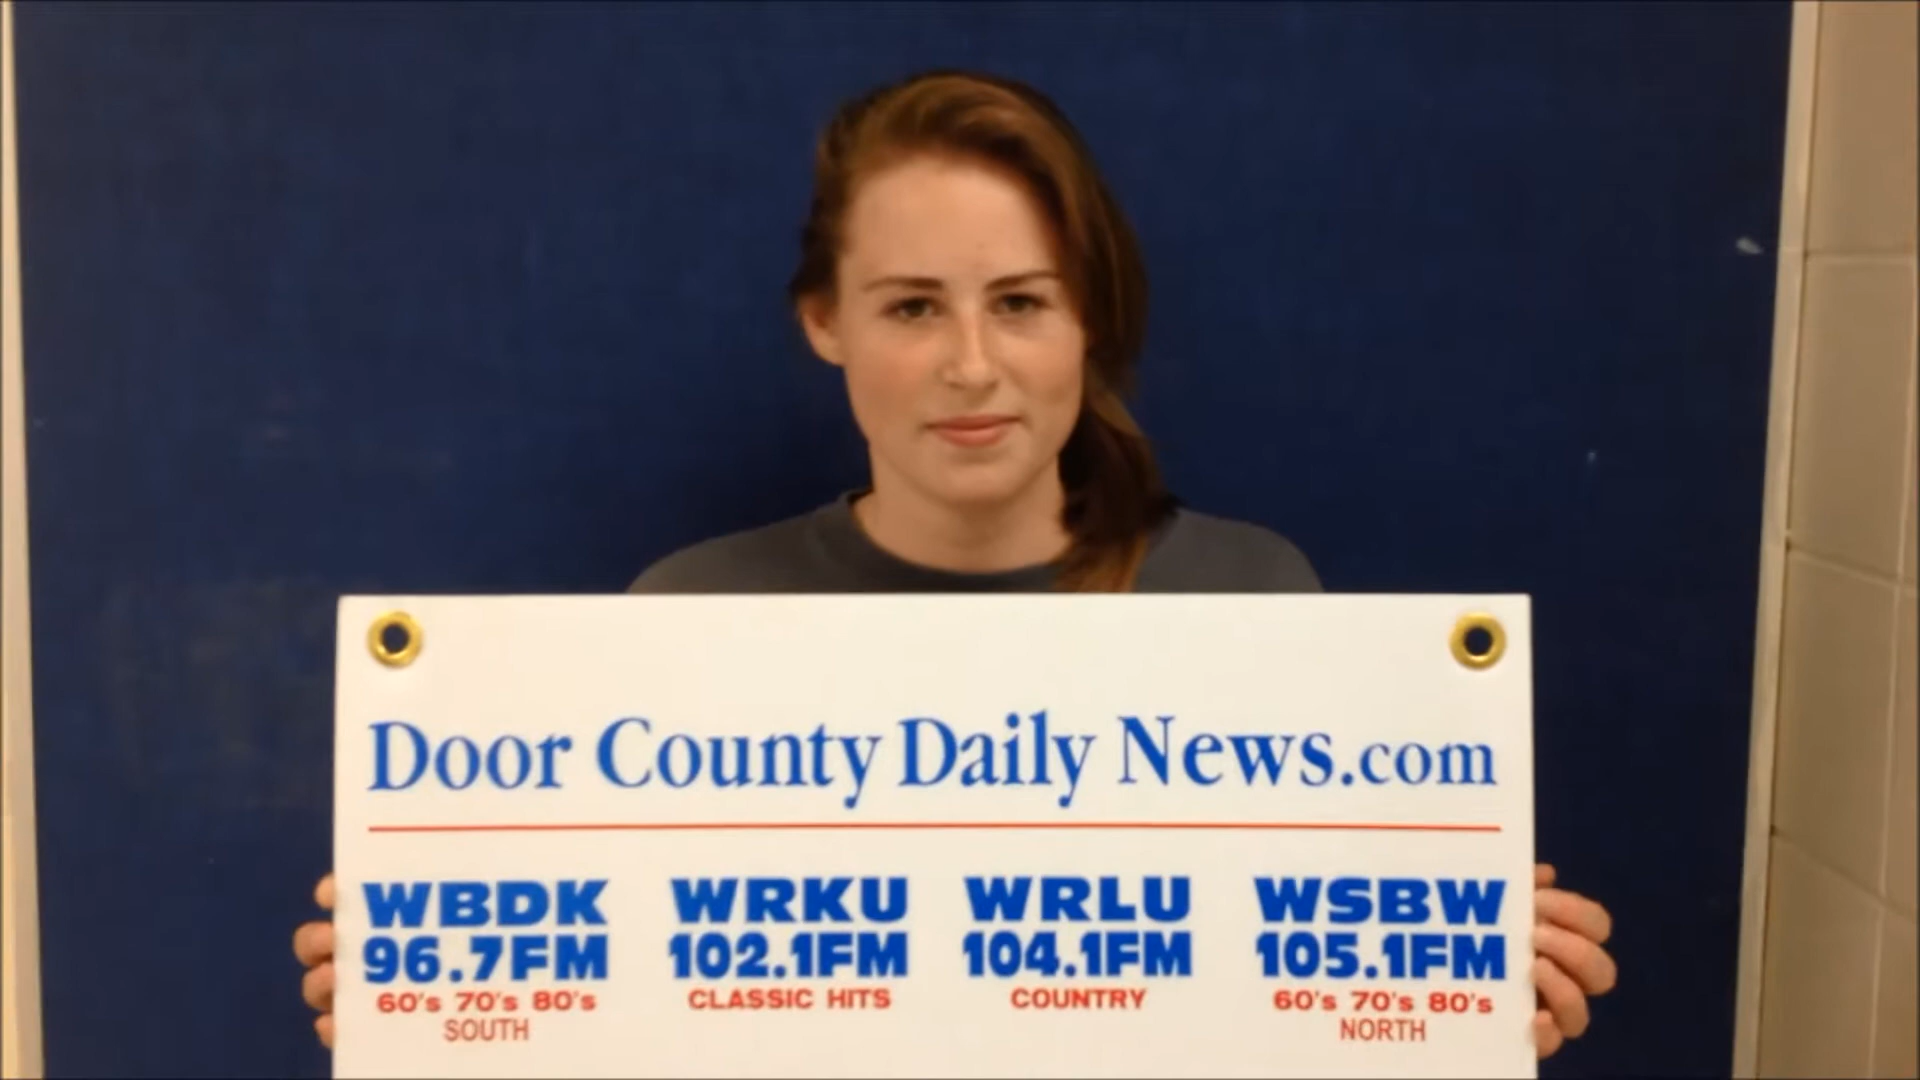 Door County Daily News.com
WBDK WRKU WRLU WSBW
96.7FM 102.1FM 104.1FM 105.1FM
60's 70's 80's CLASSIC HITS COUNTRY 60's 70's 80's
SOUTH NORTH